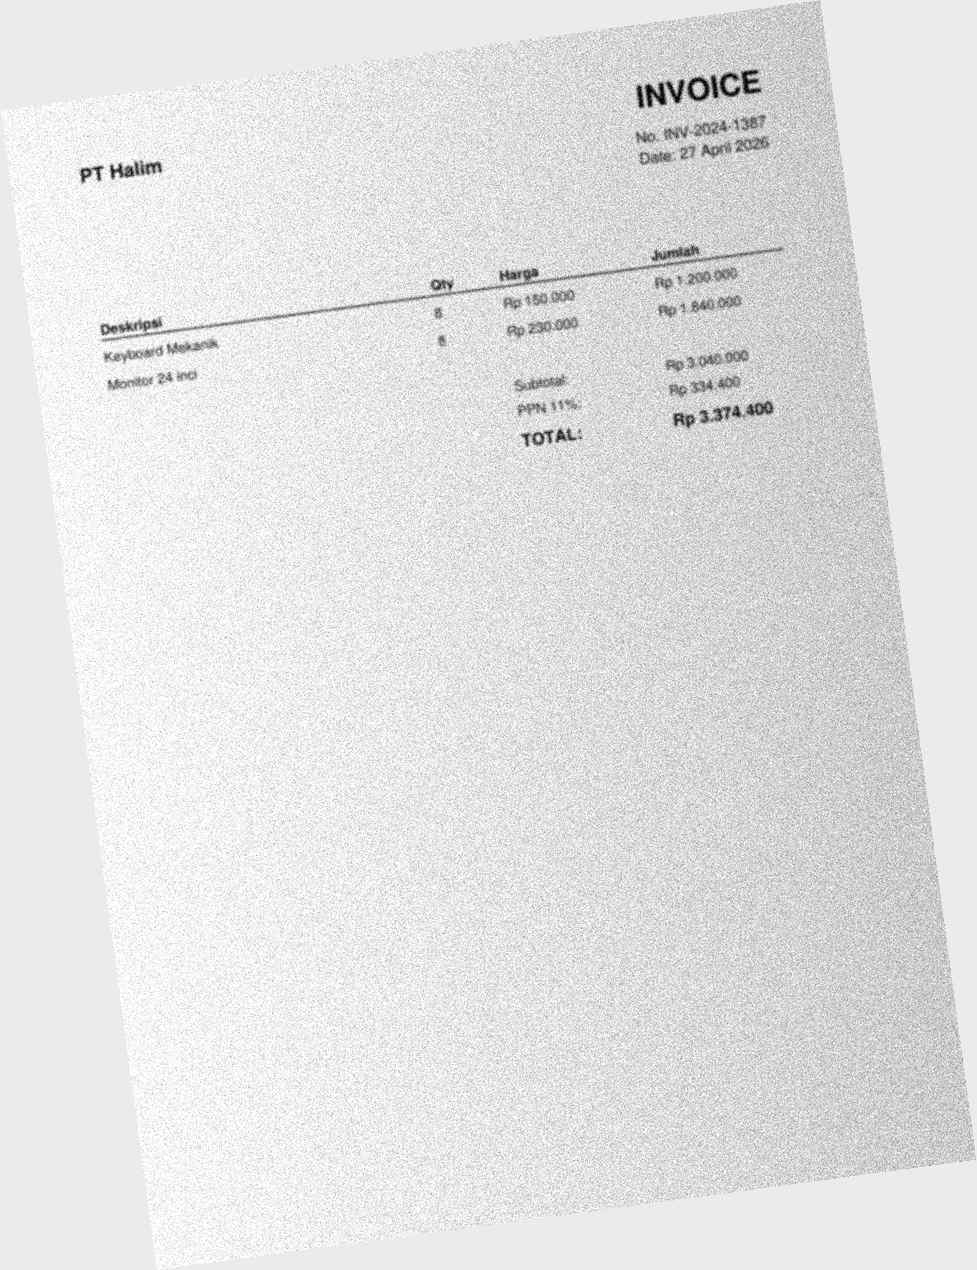 INVOICE
No. INV-2024-1387
Date: 27 April 2026
PT Halim
Deskripsi Qty Harga Jumlah
Keyboard Mekanik 8 Rp 150.000 Rp 1.200.000
Monitor 24 inci 8 Rp 230.000 Rp 1.840.000
Subtotal: Rp 3.040.000
PPN 11%: Rp 334.400
TOTAL: Rp 3.374.400